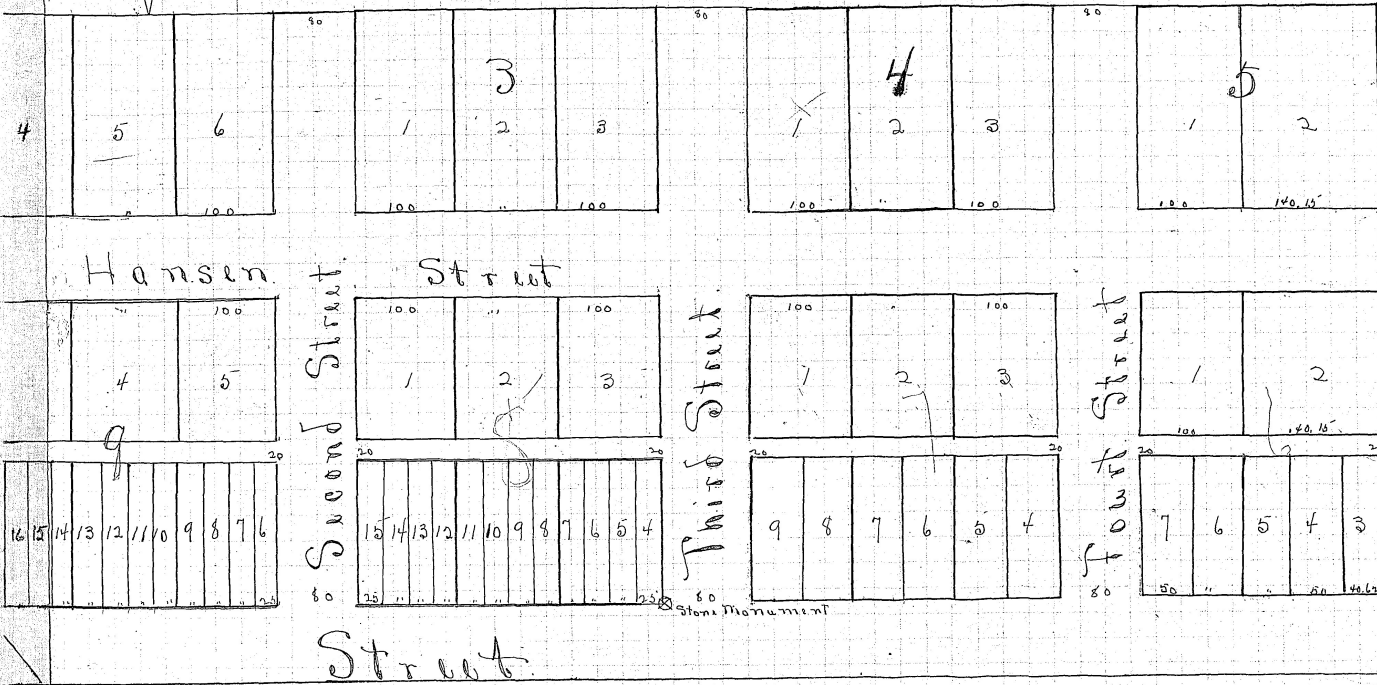 80 80 80
3 4 5
4 5 6 1 2 3 1 2 3 1 2
" 100 100 " 100 100 " 100 100 140.15
Hansen Street
" 100 100 " 100 100 " 100
4 5 1 2 3 1 2 3 1 2
100 140.15
9 8 7
20 20 20 20 20 20
Second Street
Third Street
Fourth Street
16 15 14 13 12 11 10 9 8 7 6
15 14 13 12 11 10 9 8 7 6 5 4
9 8 7 6 5 4
7 6 5 4 3
" " " " " " " " " 25 80 25 " " " " " " " " " 25 80 80 50 " " 50
Stone Monument
Street